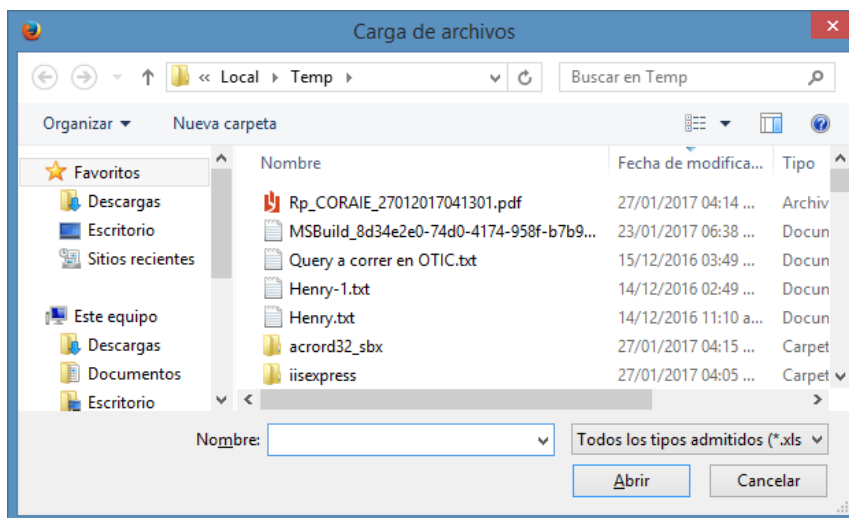 Carga de archivos
« Local Temp Buscar en Temp
Organizar Nueva carpeta
Favoritos
Descargas
Escritorio
Sitios recientes
Este equipo
Descargas
Documentos
Escritorio
Nombre Fecha de modifica... Tipo
Rp_CORAIE_27012017041301.pdf 27/01/2017 04:14 ... Archiv
MSBuild_8d34e2e0-74d0-4174-958f-b7b9... 23/01/2017 06:38 ... Docun
Query a correr en OTIC.txt 15/12/2016 03:49 ... Docun
Henry-1.txt 14/12/2016 02:49 ... Docun
Henry.txt 14/12/2016 11:10 a... Docun
acrord32_sbx 27/01/2017 04:15 ... Carpet
iisexpress 27/01/2017 04:05 ... Carpet
Nombre: Todos los tipos admitidos (*.xls
Abrir Cancelar